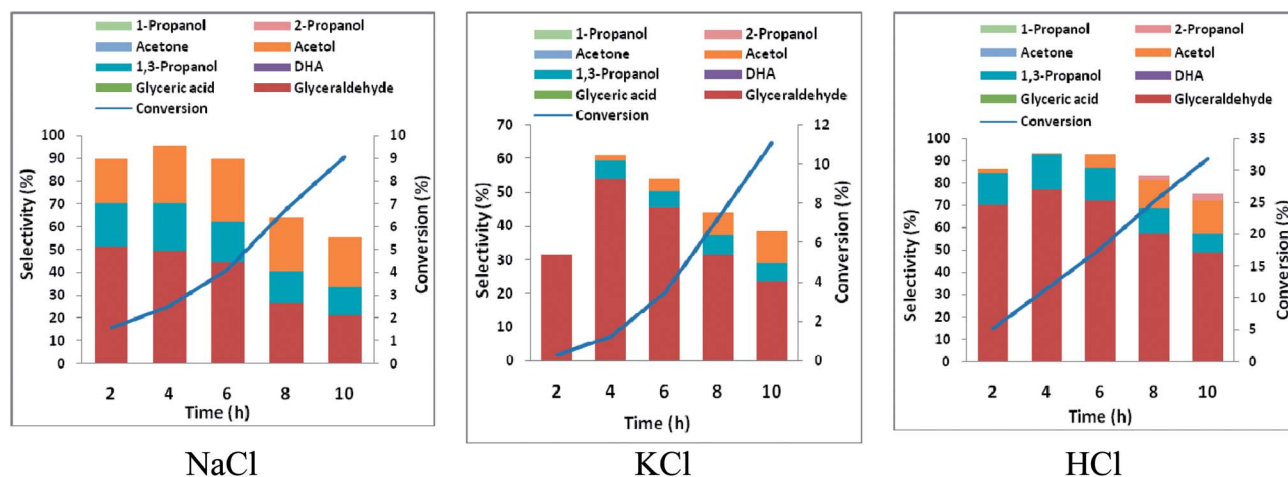 1-Propanol 2-Propanol
Acetone Acetol
1,3-Propanol DHA
Glyceric acid Glyceraldehyde
Conversion
Selectivity (%)
100
90
80
70
60
50
40
30
20
10
0
10
9
8
7
6
5
4
3
2
1
0
Conversion (%)
2 4 6 8 10
Time (h)
NaCl
1-Propanol 2-Propanol
Acetone Acetol
1,3-Propanol DHA
Glyceric acid Glyceraldehyde
Conversion
Selectivity (%)
70
60
50
40
30
20
10
0
12
10
8
6
4
2
0
Conversion (%)
2 4 6 8 10
Time (h)
KCl
1-Propanol 2-Propanol
Acetone Acetol
1,3-Propanol DHA
Glyceric acid Glyceraldehyde
Conversion
Selectivity (%)
100
90
80
70
60
50
40
30
20
10
0
35
30
25
20
15
10
5
0
Conversion (%)
2 4 6 8 10
Time (h)
HCl